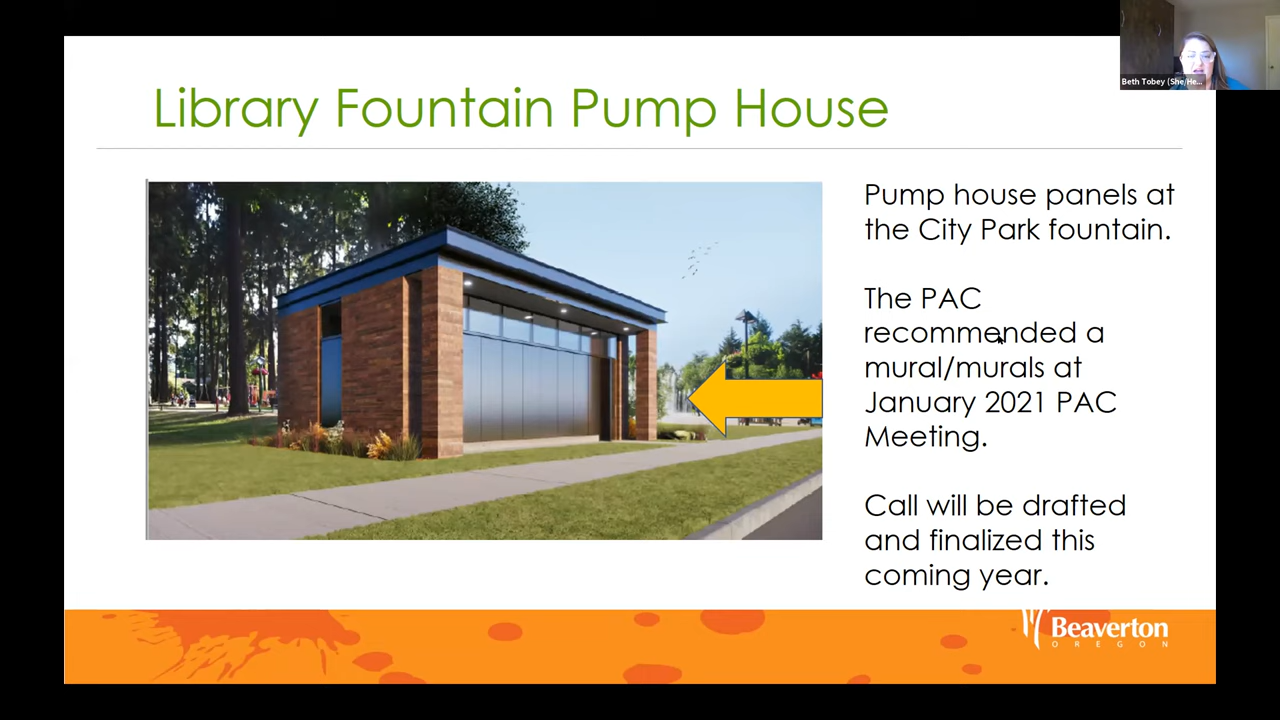 Library Fountain Pump House
Beth Tobey (She/He...
Pump house panels at
the City Park fountain.
The PAC
recommended a
mural/murals at
January 2021 PAC
Meeting.
Call will be drafted
and finalized this
coming year.
Beaverton
OREGON